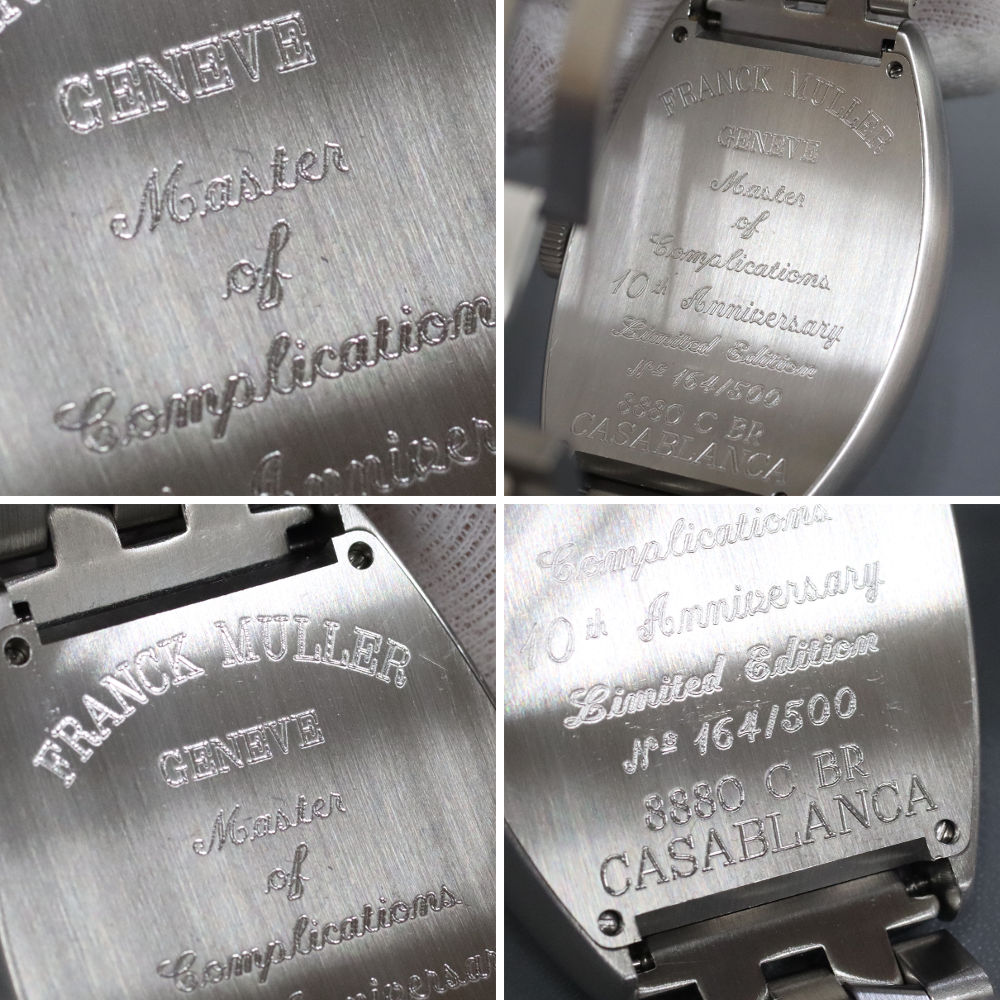 GENEVE
Master
of
Complication
Anniver
FRANCK MULLER
GENEVE
Master
of
Complications
10th Anniversary
Limited Edition
Nº 164/500
8880 C BR
CASABLANCA
FRANCK MULLER
GENEVE
Master
of
Complications
Complications
10th Anniversary
Limited Edition
Nº 164/500
8880 C BR
CASABLANCA